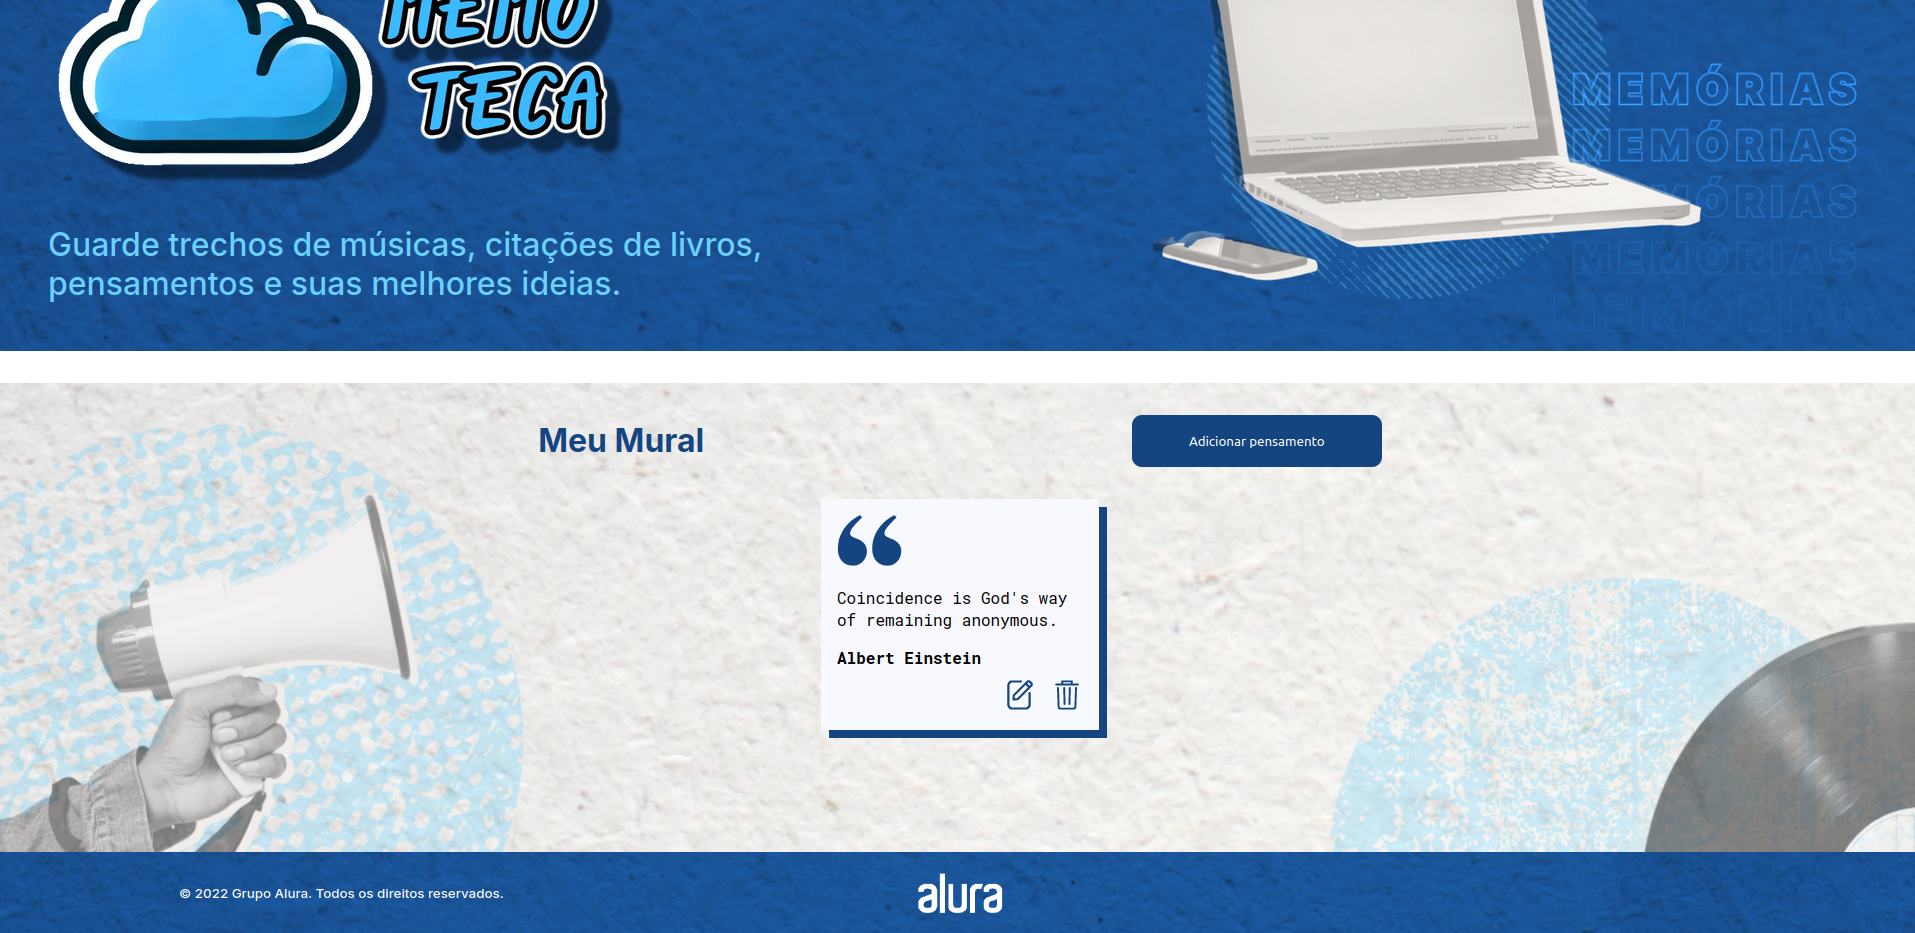 MEMO
TECA
MEMÓRIAS
MEMÓRIAS
MEMÓRIAS
MEMÓRIAS
MEMÓRIAS
Guarde trechos de músicas, citações de livros,
pensamentos e suas melhores ideias.
Meu Mural
Adicionar pensamento
Coincidence is God's way
of remaining anonymous.
Albert Einstein
© 2022 Grupo Alura. Todos os direitos reservados.
alura